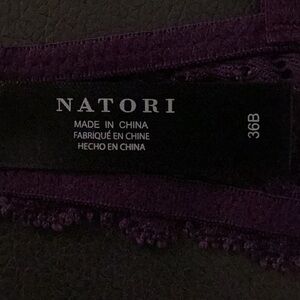 NATORI
MADE IN CHINA
FABRIQUÉ EN CHINE
HECHO EN CHINA
36B